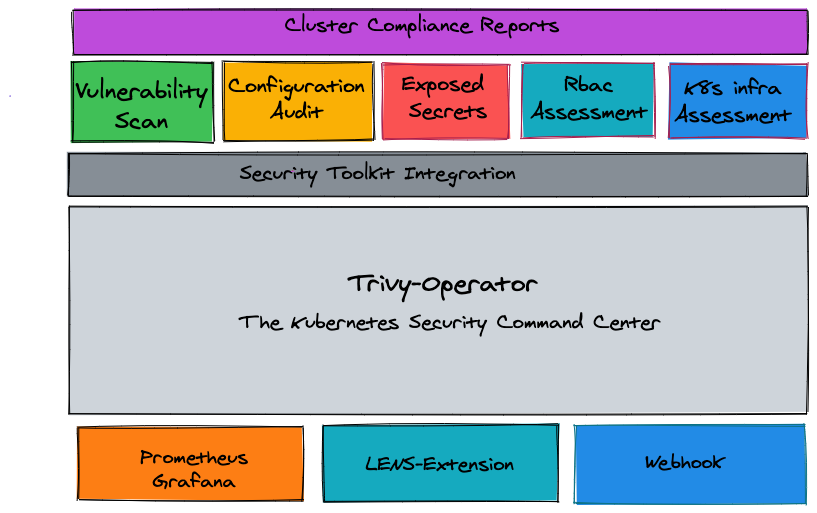 Cluster Compliance Reports
Vulnerability
Scan
Configuration
Audit
Exposed
Secrets
Rbac
Assessment
K8s infra
Assessment
Security Toolkit Integration
Trivy-Operator
The Kubernetes Security Command Center
Prometheus
Grafana
LENS-Extension
Webhook